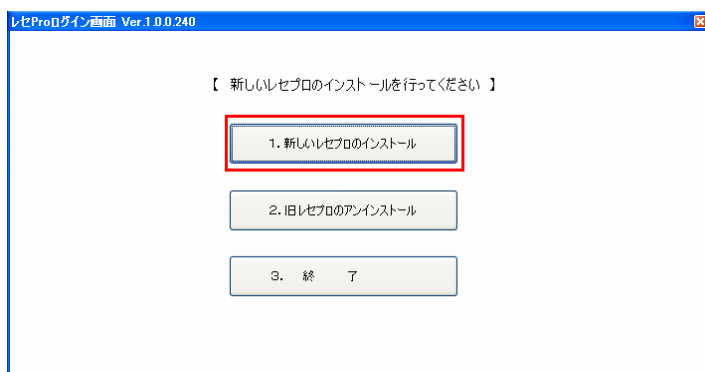 レセProログイン画面 Ver.1.0.0.240
【 新しいレセプロのインストールを行ってください 】
1.新しいレセプロのインストール
2.旧レセプロのアンインストール
3. 終 了